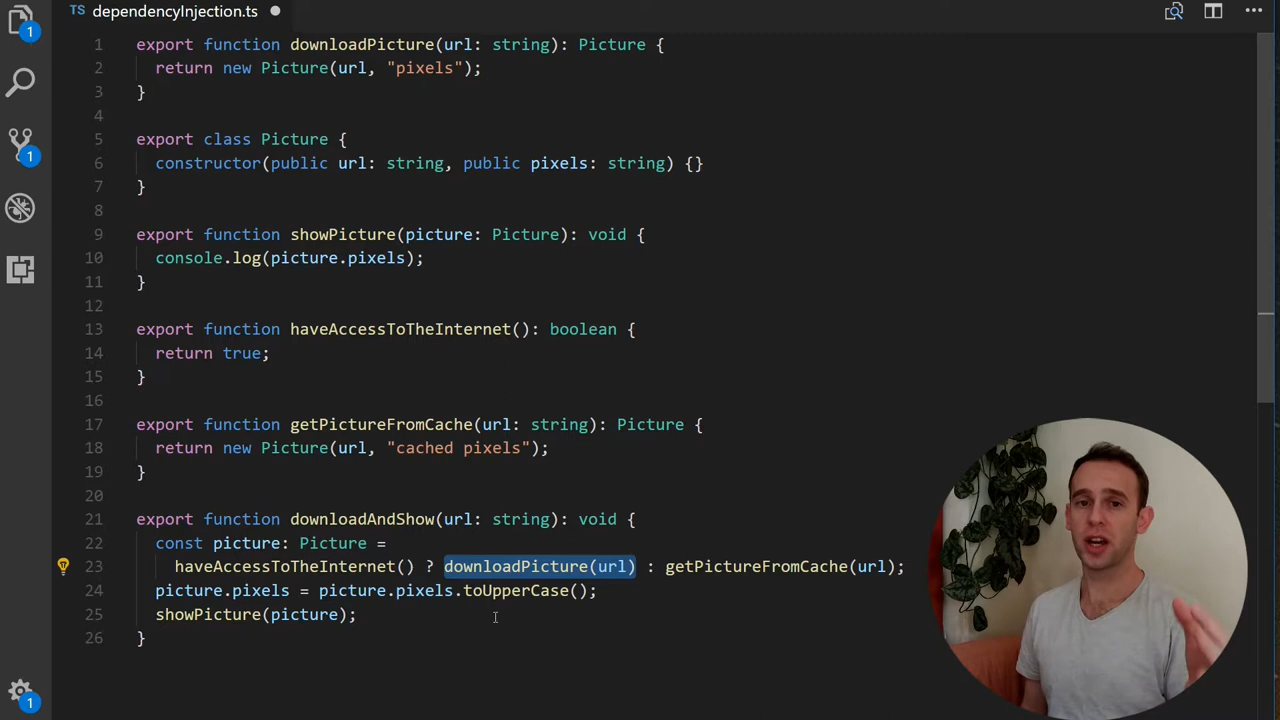 TS dependencyInjection.ts
1 export function downloadPicture(url: string): Picture {
2 return new Picture(url, "pixels");
3 }
4
5 export class Picture {
6 constructor(public url: string, public pixels: string) {}
7 }
8
9 export function showPicture(picture: Picture): void {
10 console.log(picture.pixels);
11 }
12
13 export function haveAccessToTheInternet(): boolean {
14 return true;
15 }
16
17 export function getPictureFromCache(url: string): Picture {
18 return new Picture(url, "cached pixels");
19 }
20
21 export function downloadAndShow(url: string): void {
22 const picture: Picture =
23 haveAccessToTheInternet() ? downloadPicture(url) : getPictureFromCache(url);
24 picture.pixels = picture.pixels.toUpperCase();
25 showPicture(picture);
26 }
1
1
1